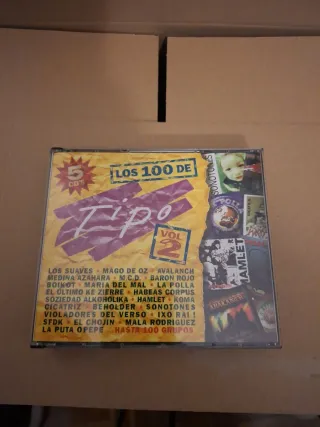 5
CD
LOS 100 DE
Tipo
VOL
2
LOS SUAVES · MAGO DE OZ · AVALANCH
MEDINA AZAHARA · M.C.D. · BARON ROJO
BOIKOT · MARIA DEL MAL · LA POLLA
EL ULTIMO KE ZIERRE · HABEAS CORPUS
SOZIEDAD ALKOHOLIKA · HAMLET · KOMA
CICATRIZ · BEHOLDER · SONOTONES
VIOLADORES DEL VERSO · IXO RAI!
SFDK · EL CHOJIN · MALA RODRIGUEZ
LA PUTA OPEPE ...HASTA 100 GRUPOS
SONOTONES
HAMLET